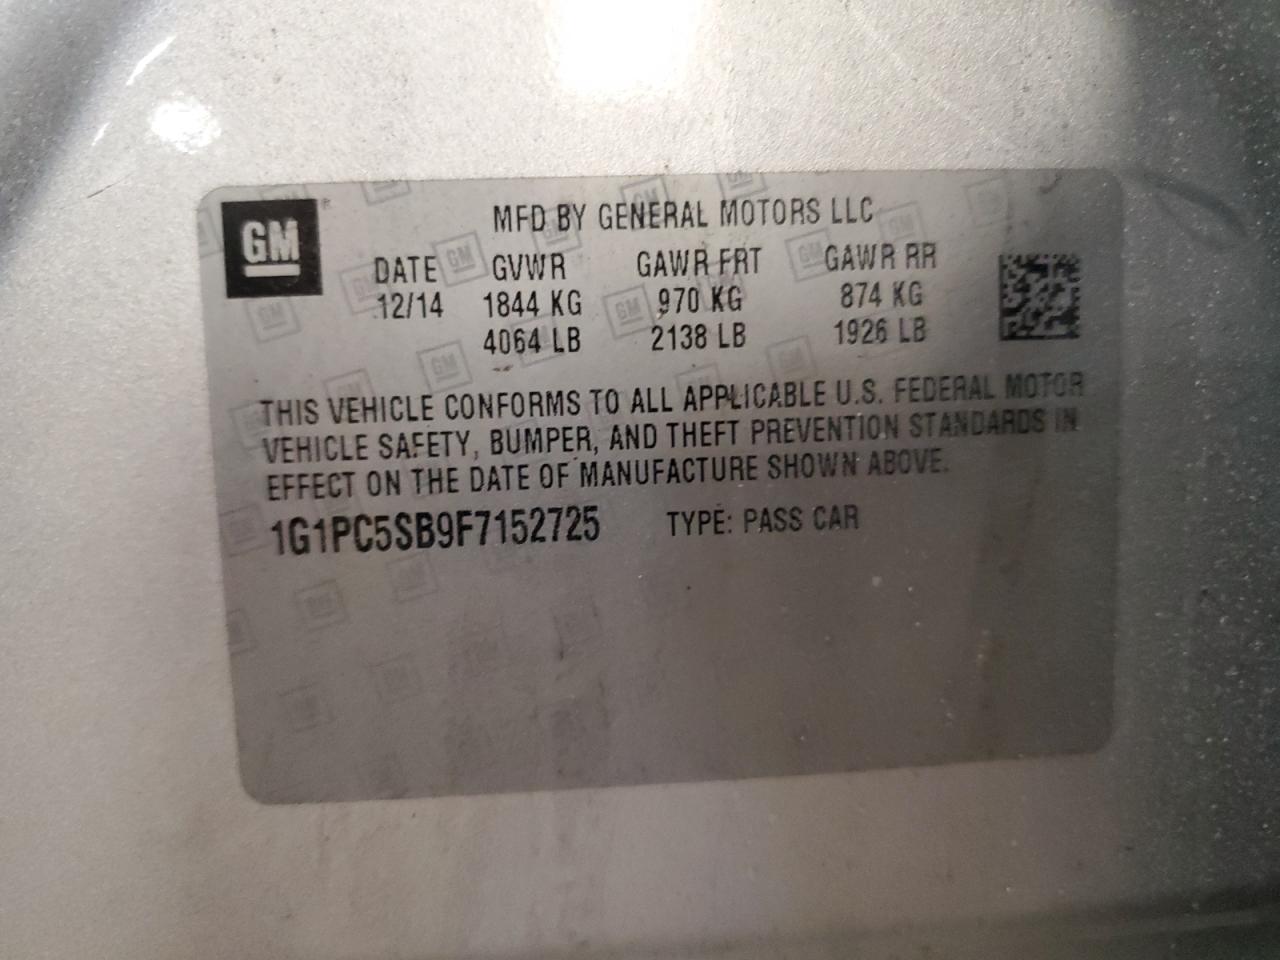 GM
MFD BY GENERAL MOTORS LLC
DATE GVWR GAWR FRT GAWR RR
12/14 1844 KG 970 KG 874 KG
4064 LB 2138 LB 1926 LB
THIS VEHICLE CONFORMS TO ALL APPLICABLE U.S. FEDERAL MOTOR
VEHICLE SAFETY, BUMPER, AND THEFT PREVENTION STANDARDS IN
EFFECT ON THE DATE OF MANUFACTURE SHOWN ABOVE.
1G1PC5SB9F7152725 TYPE: PASS CAR